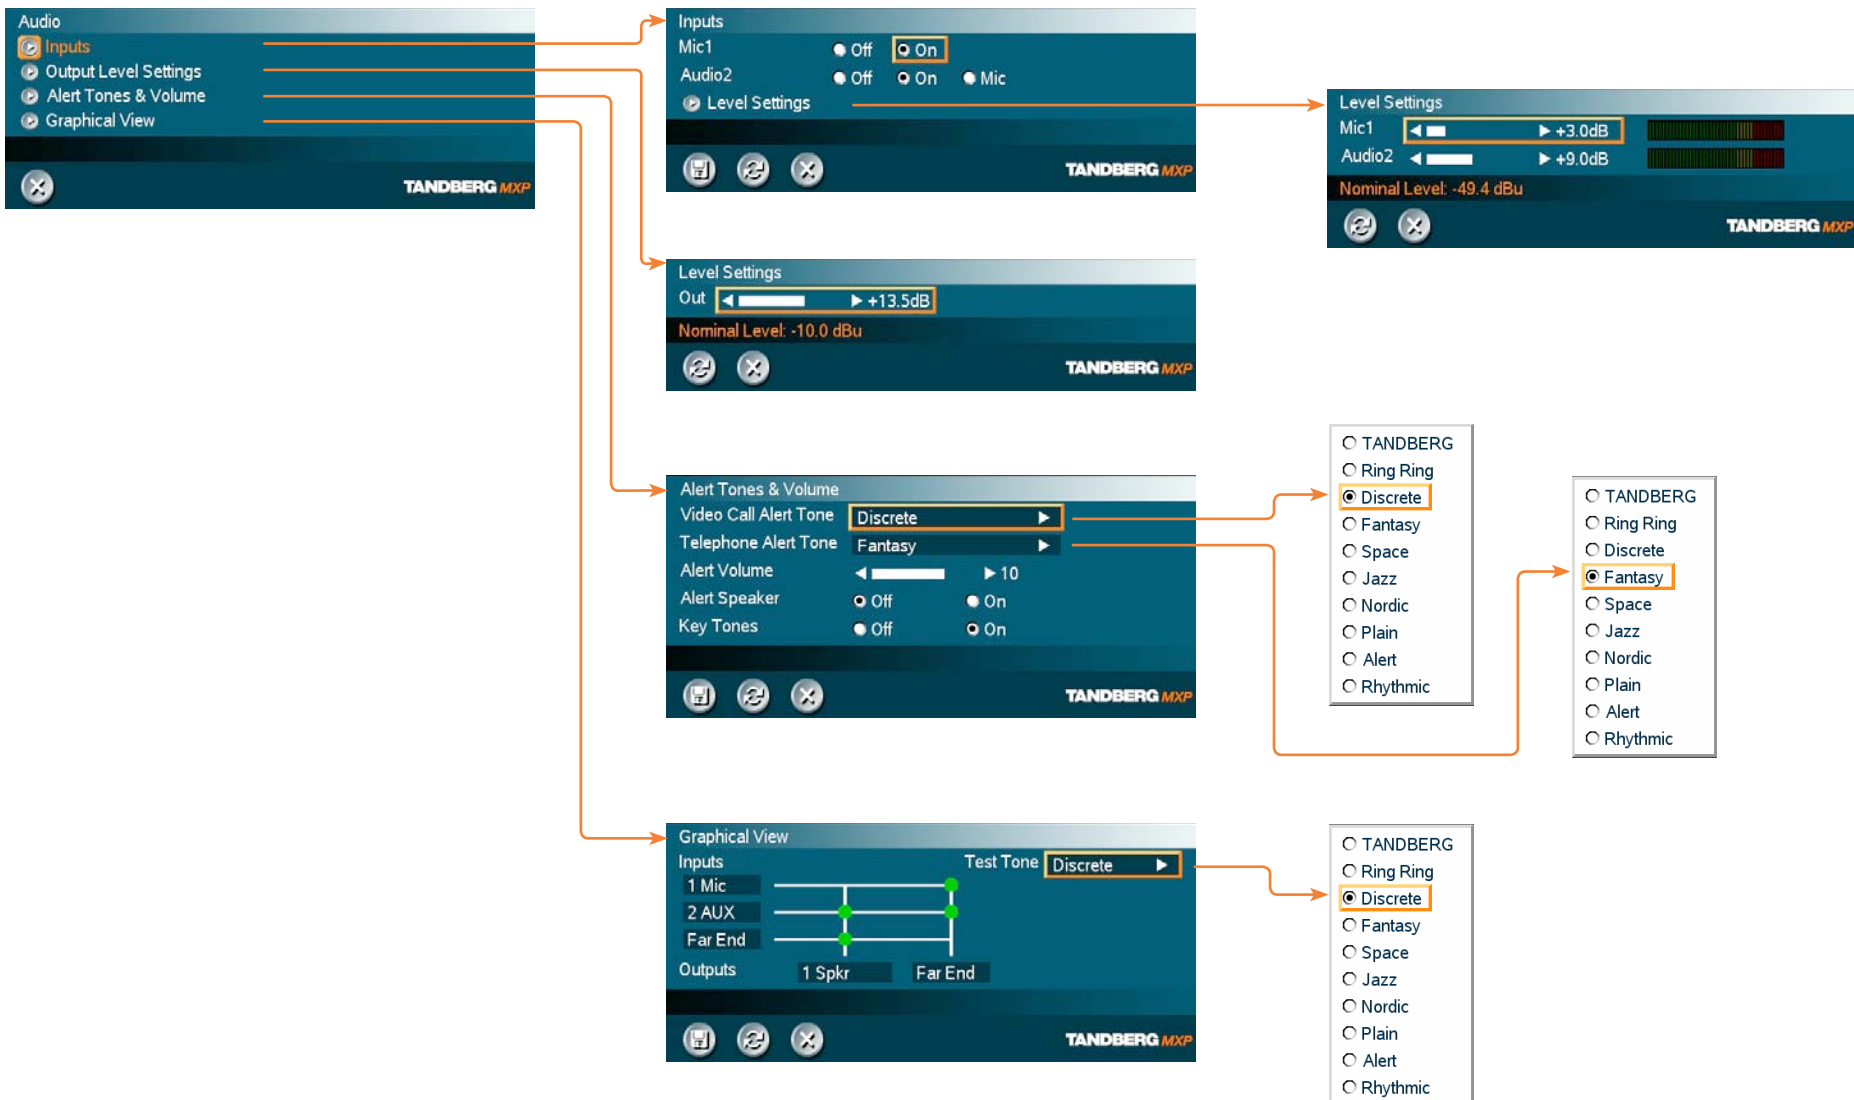 Audio
Inputs
Output Level Settings
Alert Tones & Volume
Graphical View
TANDBERG MXP
Inputs
Mic1 Off On
Audio2 Off On Mic
Level Settings
TANDBERG MXP
Level Settings
Mic1 +3.0dB
Audio2 +9.0dB
Nominal Level: -49.4 dBu
TANDBERG MXP
Level Settings
Out +13.5dB
Nominal Level: -10.0 dBu
TANDBERG MXP
Alert Tones & Volume
Video Call Alert Tone Discrete
Telephone Alert Tone Fantasy
Alert Volume 10
Alert Speaker Off On
Key Tones Off On
TANDBERG MXP
TANDBERG
Ring Ring
Discrete
Fantasy
Space
Jazz
Nordic
Plain
Alert
Rhythmic
TANDBERG
Ring Ring
Discrete
Fantasy
Space
Jazz
Nordic
Plain
Alert
Rhythmic
Graphical View
Inputs Test Tone Discrete
1 Mic
2 AUX
Far End
Outputs 1 Spkr Far End
TANDBERG MXP
TANDBERG
Ring Ring
Discrete
Fantasy
Space
Jazz
Nordic
Plain
Alert
Rhythmic